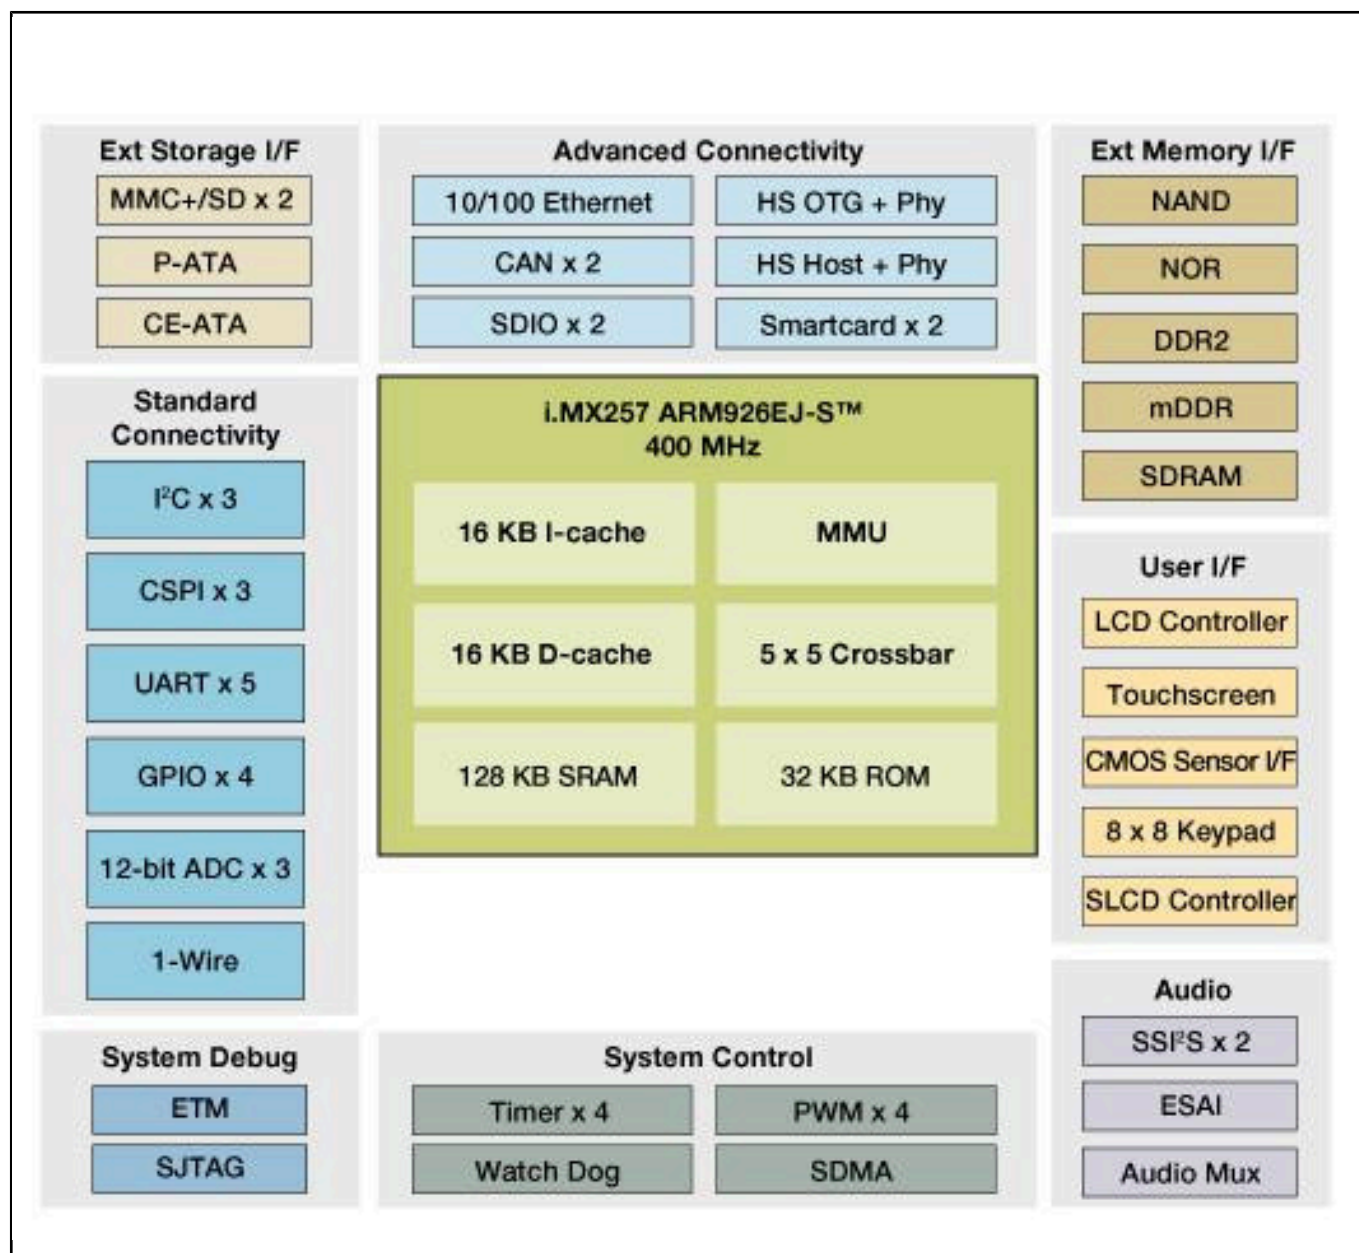 Ext Storage I/F
MMC+/SD x 2
P-ATA
CE-ATA
Advanced Connectivity
10/100 Ethernet
HS OTG + Phy
CAN x 2
HS Host + Phy
SDIO x 2
Smartcard x 2
Ext Memory I/F
NAND
NOR
DDR2
mDDR
SDRAM
Standard
Connectivity
I²C x 3
CSPI x 3
UART x 5
GPIO x 4
12-bit ADC x 3
1-Wire
i.MX257 ARM926EJ-S™
400 MHz
16 KB I-cache
MMU
16 KB D-cache
5 x 5 Crossbar
128 KB SRAM
32 KB ROM
User I/F
LCD Controller
Touchscreen
CMOS Sensor I/F
8 x 8 Keypad
SLCD Controller
System Debug
ETM
SJTAG
System Control
Timer x 4
PWM x 4
Watch Dog
SDMA
Audio
SSI²S x 2
ESAI
Audio Mux